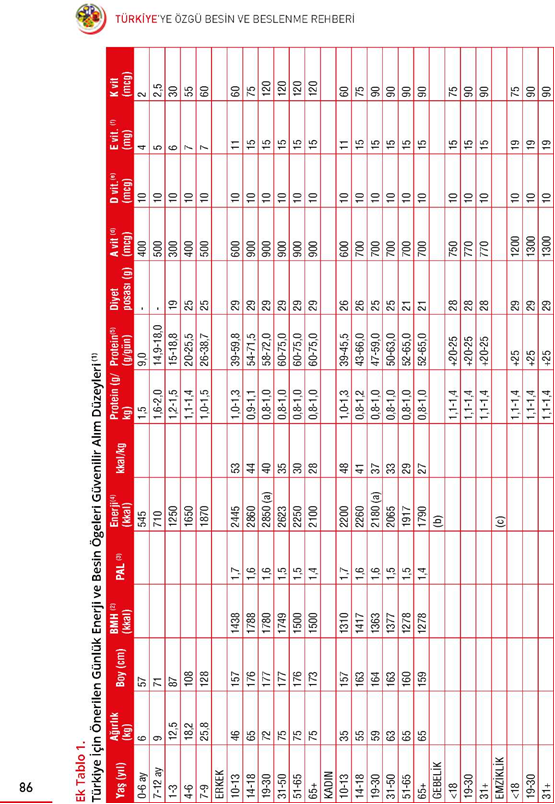 TÜRKİYE'YE ÖZGÜ BESİN VE BESLENME REHBERİ
Ek Tablo 1.
Türkiye İçin Önerilen Günlük Enerji ve Besin Ögeleri Güvenilir Alım Düzeyleri (1)
Yaş (yıl) Ağırlık (kg) Boy (cm) BMH (2) (kkal) PAL (3) Enerji(4) (kkal) kkal/kg Protein (g/kg) Protein(5) (g/gün) Diyet posası (g) A vit (d) (mcg) D vit. (e) (mcg) E vit. (f) (mg) K vit (mcg)
0-6 ay 6 57 545 1,5 9,0 - 400 10 4 2
7-12 ay 9 71 710 1,6-2,0 14,9-18,0 - 500 10 5 2,5
1-3 12,5 87 1250 1,2-1,5 15-18,8 19 300 10 6 30
4-6 18,2 108 1650 1,1-1,4 20-25,5 25 400 10 7 55
7-9 25,8 128 1870 1,0-1,5 26-38,7 25 500 10 7 60
ERKEK
10-13 46 157 1438 1,7 2445 53 1,0-1,3 39-59,8 29 600 10 11 60
14-18 65 176 1788 1,6 2860 44 0,9-1,1 54-71,5 29 900 10 15 75
19-30 72 177 1780 1,6 2850 (a) 40 0,8-1,0 58-72,0 29 900 10 15 120
31-50 75 177 1749 1,5 2623 35 0,8-1,0 60-75,0 29 900 10 15 120
51-65 75 176 1500 1,5 2250 30 0,8-1,0 60-75,0 29 900 10 15 120
65+ 75 173 1500 1,4 2100 28 0,8-1,0 60-75,0 29 900 10 15 120
KADIN
10-13 35 157 1310 1,7 2200 48 1,0-1,3 39-45,5 26 600 10 11 60
14-18 55 163 1417 1,6 2260 41 0,8-1,2 43-66,0 26 700 10 15 75
19-30 59 164 1363 1,6 2180 (a) 37 0,8-1,0 47-59,0 25 700 10 15 90
31-50 63 163 1377 1,5 2065 33 0,8-1,0 50-63,0 25 700 10 15 90
51-65 65 160 1278 1,5 1917 29 0,8-1,0 52-65,0 21 700 10 15 90
65+ 65 159 1278 1,4 1790 27 0,8-1,0 52-65,0 21 700 10 15 90
GEBELİK (b)
<18 1,1-1,4 +20-25 28 750 10 15 75
19-30 1,1-1,4 +20-25 28 770 10 15 90
31+ 1,1-1,4 +20-25 28 770 10 15 90
EMZİKLİK (c)
<18 1,1-1,4 +25 29 1200 10 19 75
19-30 1,1-1,4 +25 29 1300 10 19 90
31+ 1,1-1,4 +25 29 1300 10 19 90
86